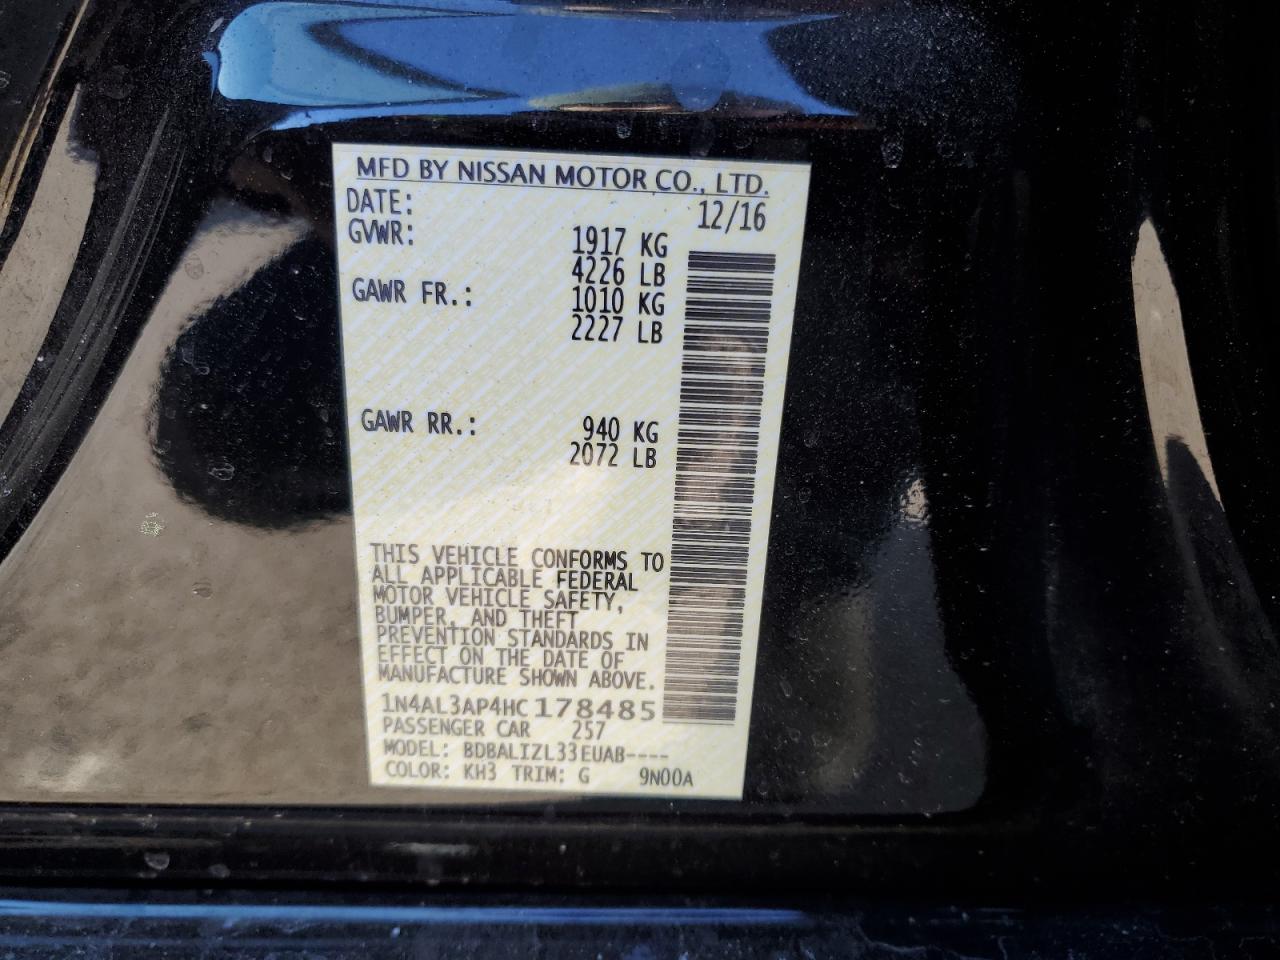 MFD BY NISSAN MOTOR CO., LTD.
DATE: 12/16
GVWR: 1917 KG
4226 LB
GAWR FR.: 1010 KG
2227 LB
GAWR RR.: 940 KG
2072 LB
THIS VEHICLE CONFORMS TO
ALL APPLICABLE FEDERAL
MOTOR VEHICLE SAFETY,
BUMPER, AND THEFT
PREVENTION STANDARDS IN
EFFECT ON THE DATE OF
MANUFACTURE SHOWN ABOVE.
1N4AL3AP4HC178485
PASSENGER CAR 257
MODEL: BDBALIZL33EUAB----
COLOR: KH3 TRIM: G 9N00A